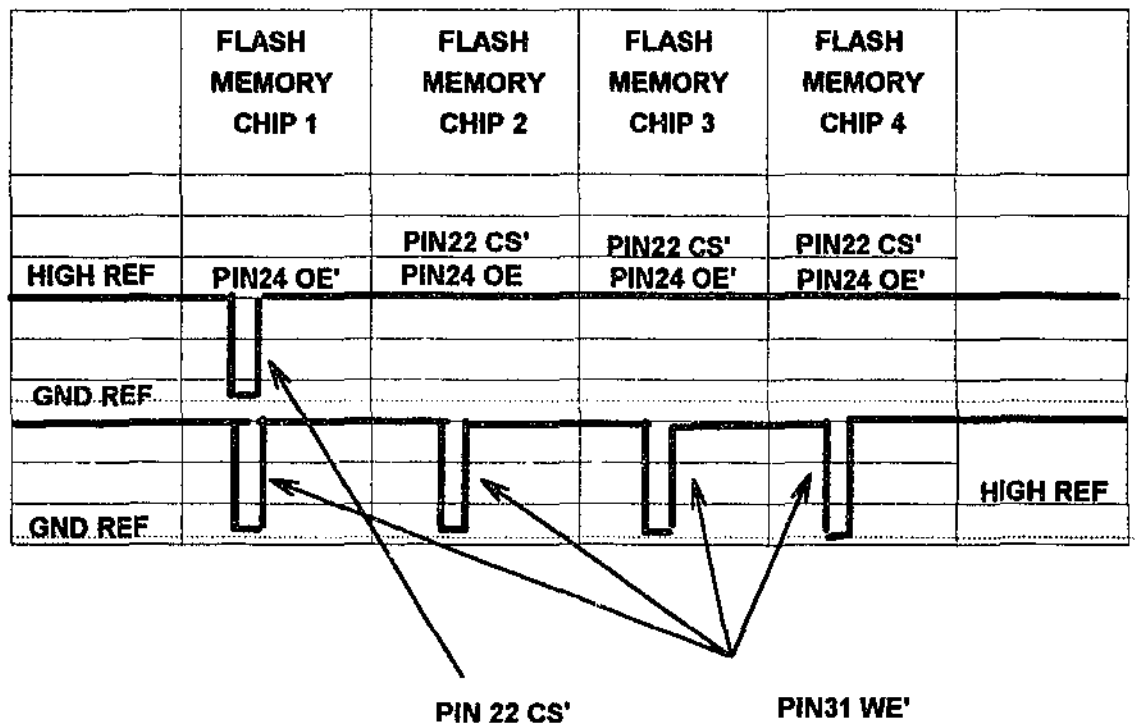 FLASH MEMORY CHIP 1
FLASH MEMORY CHIP 2
FLASH MEMORY CHIP 3
FLASH MEMORY CHIP 4
PIN22 CS' PIN22 CS' PIN22 CS'
HIGH REF PIN24 OE' PIN24 OE PIN24 OE' PIN24 OE'
GND REF
HIGH REF
GND REF
PIN 22 CS' PIN31 WE'